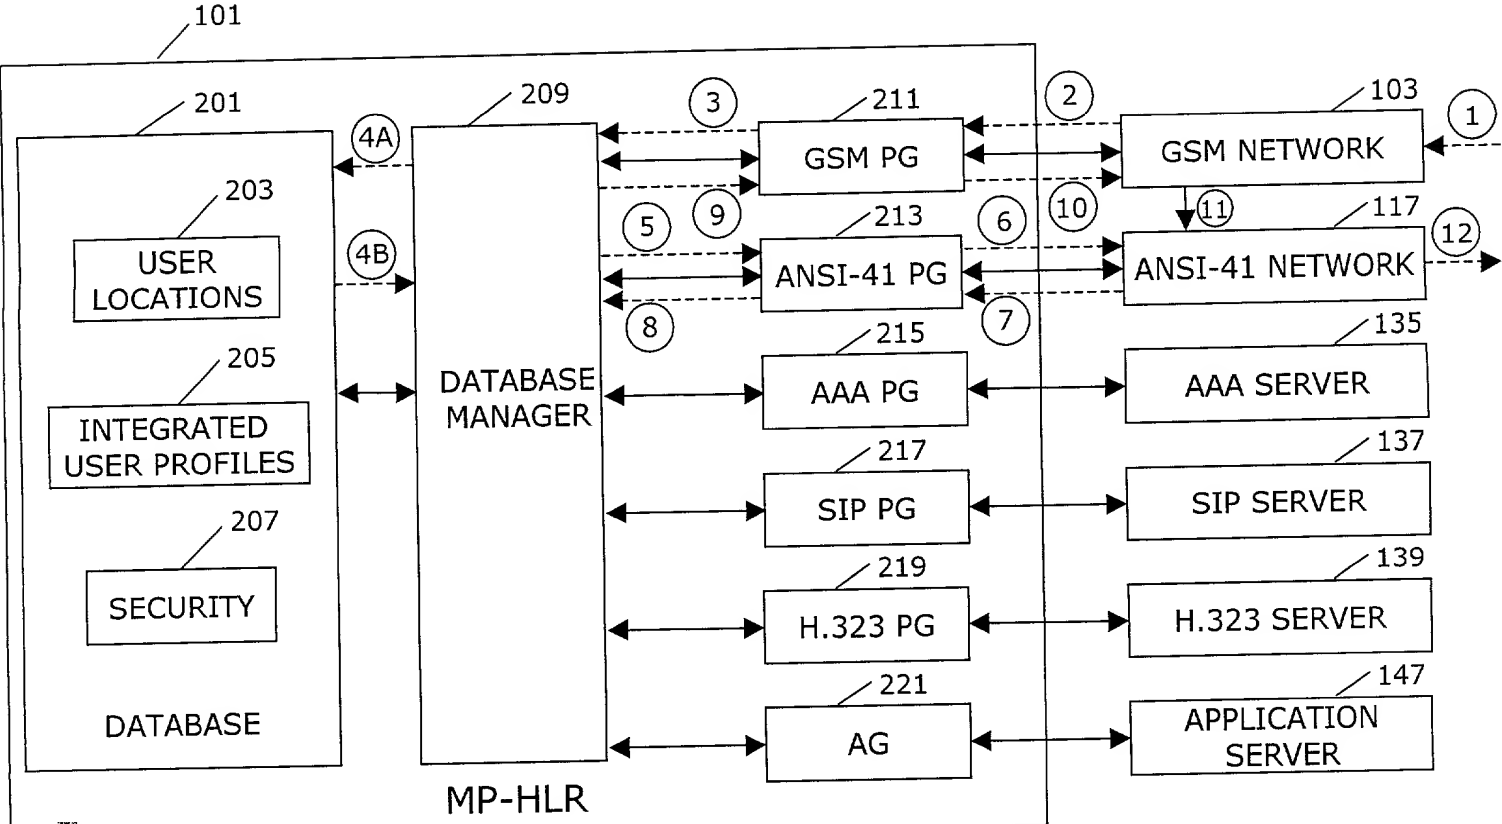 101
201
209
211
103
4A
3
2
1
GSM PG
GSM NETWORK
203
9
10
11
213
117
USER
LOCATIONS
4B
5
6
12
ANSI-41 PG
ANSI-41 NETWORK
8
7
205
215
135
DATABASE
MANAGER
AAA PG
AAA SERVER
INTEGRATED
USER PROFILES
217
137
SIP PG
SIP SERVER
207
219
139
SECURITY
H.323 PG
H.323 SERVER
221
147
DATABASE
AG
APPLICATION
SERVER
MP-HLR